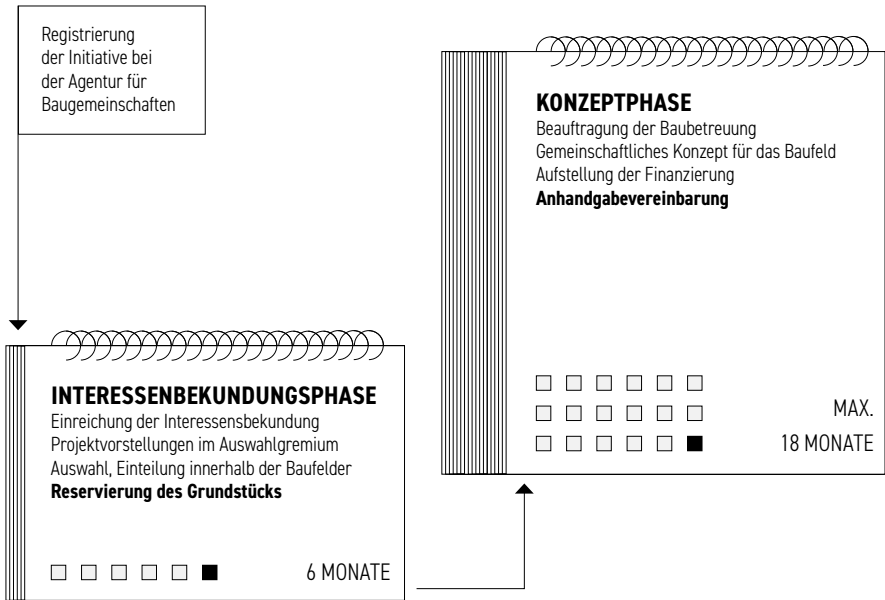 Registrierung
der Initiative bei
der Agentur für
Baugemeinschaften
INTERESSENBEKUNDUNGSPHASE
Einreichung der Interessensbekundung
Projektvorstellungen im Auswahlgremium
Auswahl, Einteilung innerhalb der Baufelder
Reservierung des Grundstücks
6 MONATE
KONZEPTPHASE
Beauftragung der Baubetreuung
Gemeinschaftliches Konzept für das Baufeld
Aufstellung der Finanzierung
Anhandgabevereinbarung
MAX.
18 MONATE